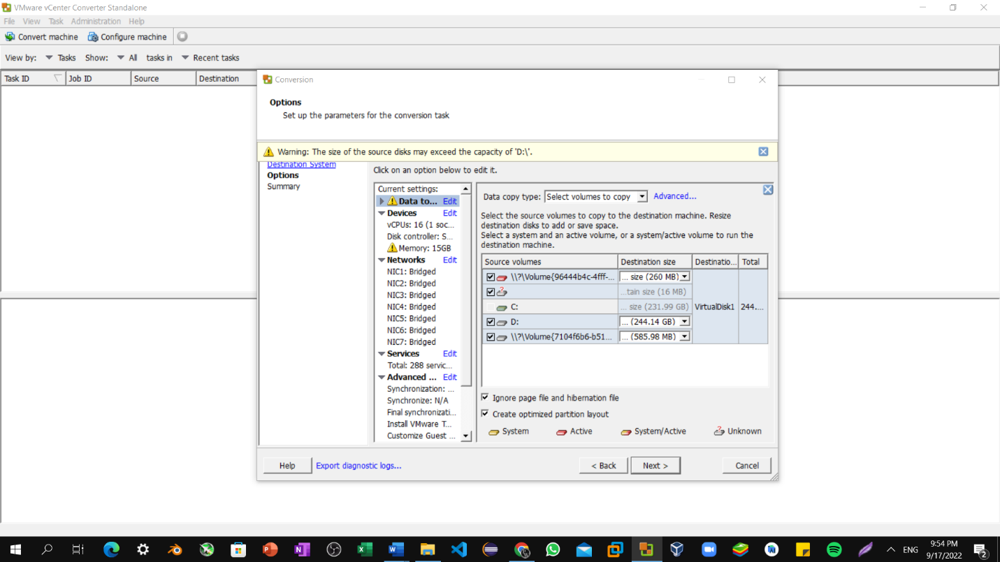 VMware vCenter Converter Standalone
File View Task Administration Help
Convert machine Configure machine
View by: Tasks Show: All tasks in Recent tasks
Task ID Job ID Source Destination
Conversion
Options
Set up the parameters for the conversion task
Warning: The size of the source disks may exceed the capacity of 'D:\'.
Destination System
Options
Summary
Click on an option below to edit it.
Current settings:
Data to... Edit
Devices Edit
vCPUs: 16 (1 soc...
Disk controller: S...
Memory: 15GB
Networks Edit
NIC1: Bridged
NIC2: Bridged
NIC3: Bridged
NIC4: Bridged
NIC5: Bridged
NIC6: Bridged
NIC7: Bridged
Services Edit
Total: 288 servic...
Advanced ... Edit
Synchronization: ...
Synchronize: N/A
Final synchronizati...
Install VMware T...
Customize Guest ...
Data copy type: Select volumes to copy Advanced...
Select the source volumes to copy to the destination machine. Resize
destination disks to add or save space.
Select a system and an active volume, or a system/active volume to run the
destination machine.
Source volumes Destination size Destinatio... Total
\\?\Volume{96444b4c-4fff-... ... size (260 MB)
...tain size (16 MB)
C: ... size (231.99 GB) VirtualDisk1 244....
D: ... (244.14 GB)
\\?\Volume{7104f6b6-b51... ... (585.98 MB)
Ignore page file and hibernation file
Create optimized partition layout
System Active System/Active Unknown
Help Export diagnostic logs... < Back Next > Cancel
ENG
9:54 PM
9/17/2022
2